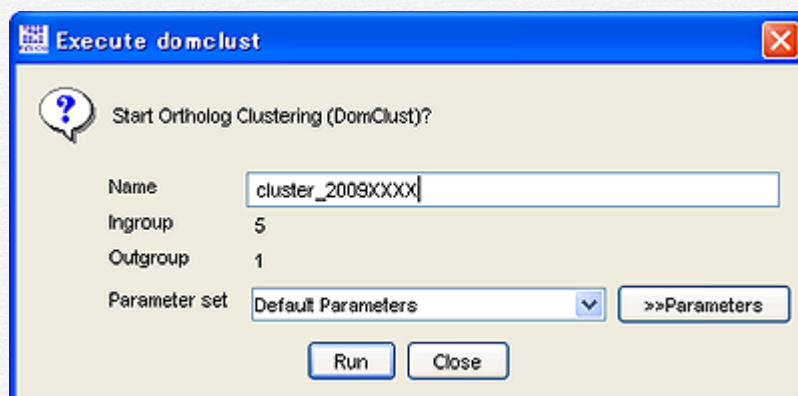 Execute domclust
Start Ortholog Clustering (DomClust)?
Name cluster_2009XXXX
Ingroup 5
Outgroup 1
Parameter set Default Parameters >>Parameters
Run Close